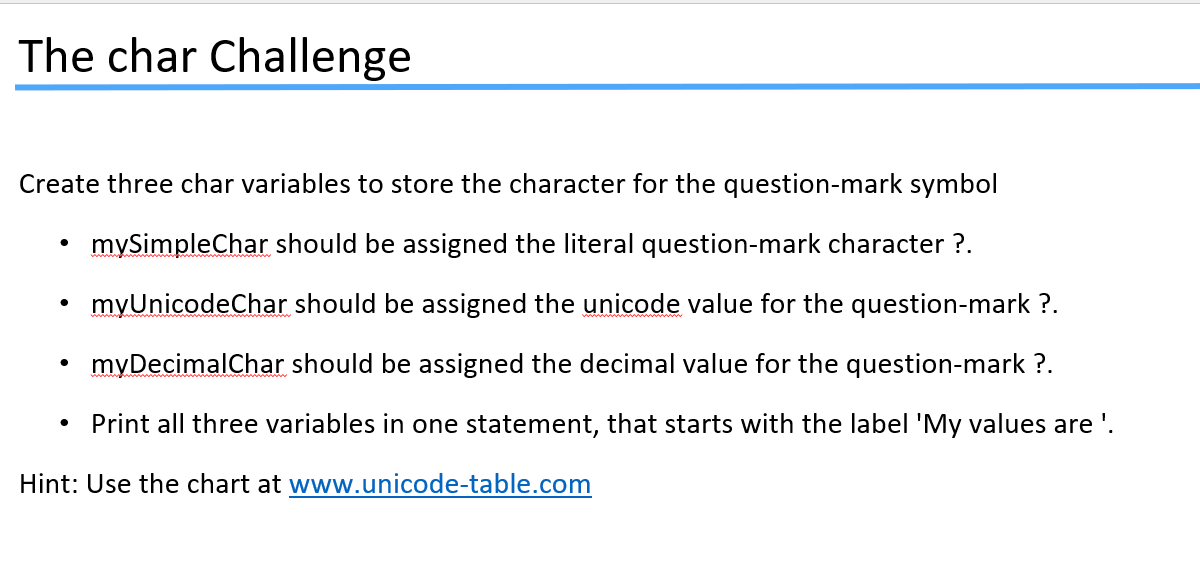 The char Challenge
Create three char variables to store the character for the question-mark symbol
• mySimpleChar should be assigned the literal question-mark character ?.
• myUnicodeChar should be assigned the unicode value for the question-mark ?.
• myDecimalChar should be assigned the decimal value for the question-mark ?.
• Print all three variables in one statement, that starts with the label 'My values are '.
Hint: Use the chart at www.unicode-table.com